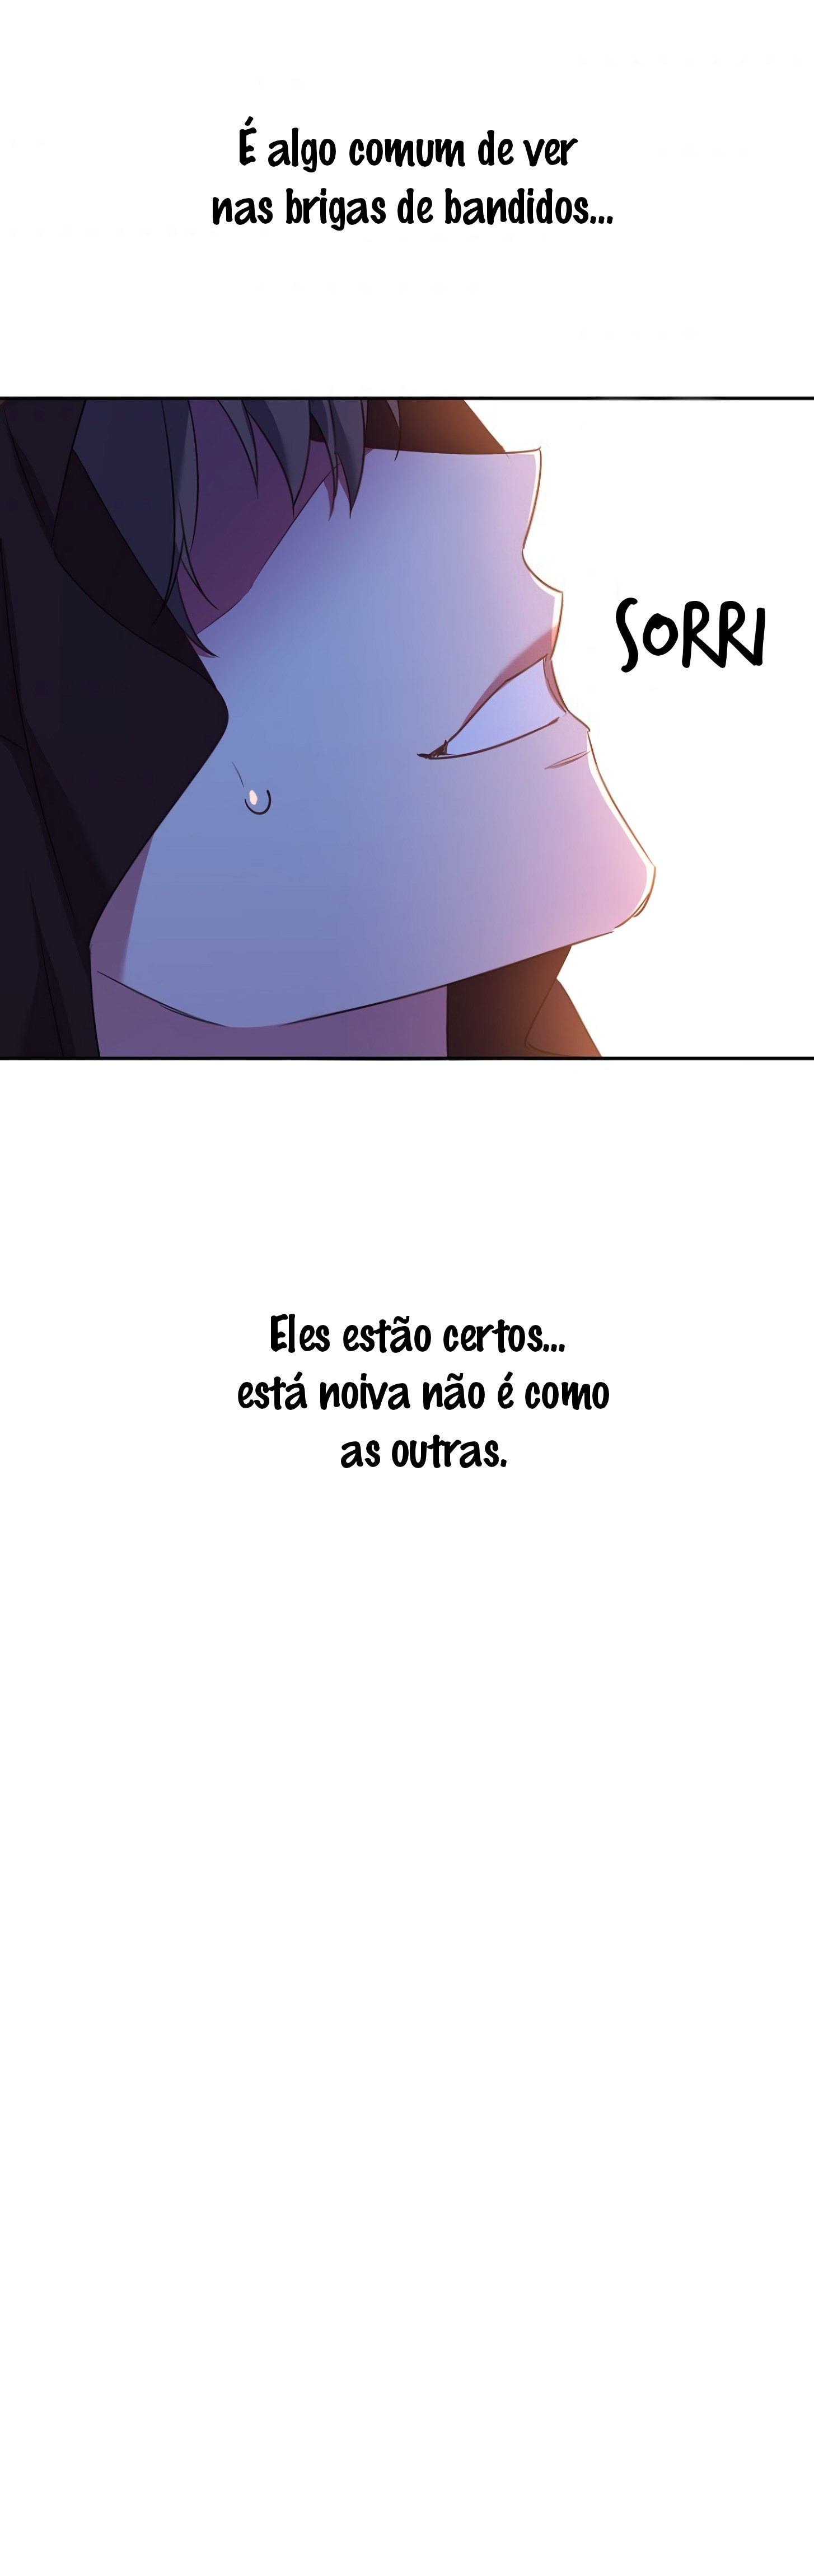 É algo comum de ver
nas brigas de bandidos...
SORRI
Eles estão certos...
está noiva não é como
as outras.